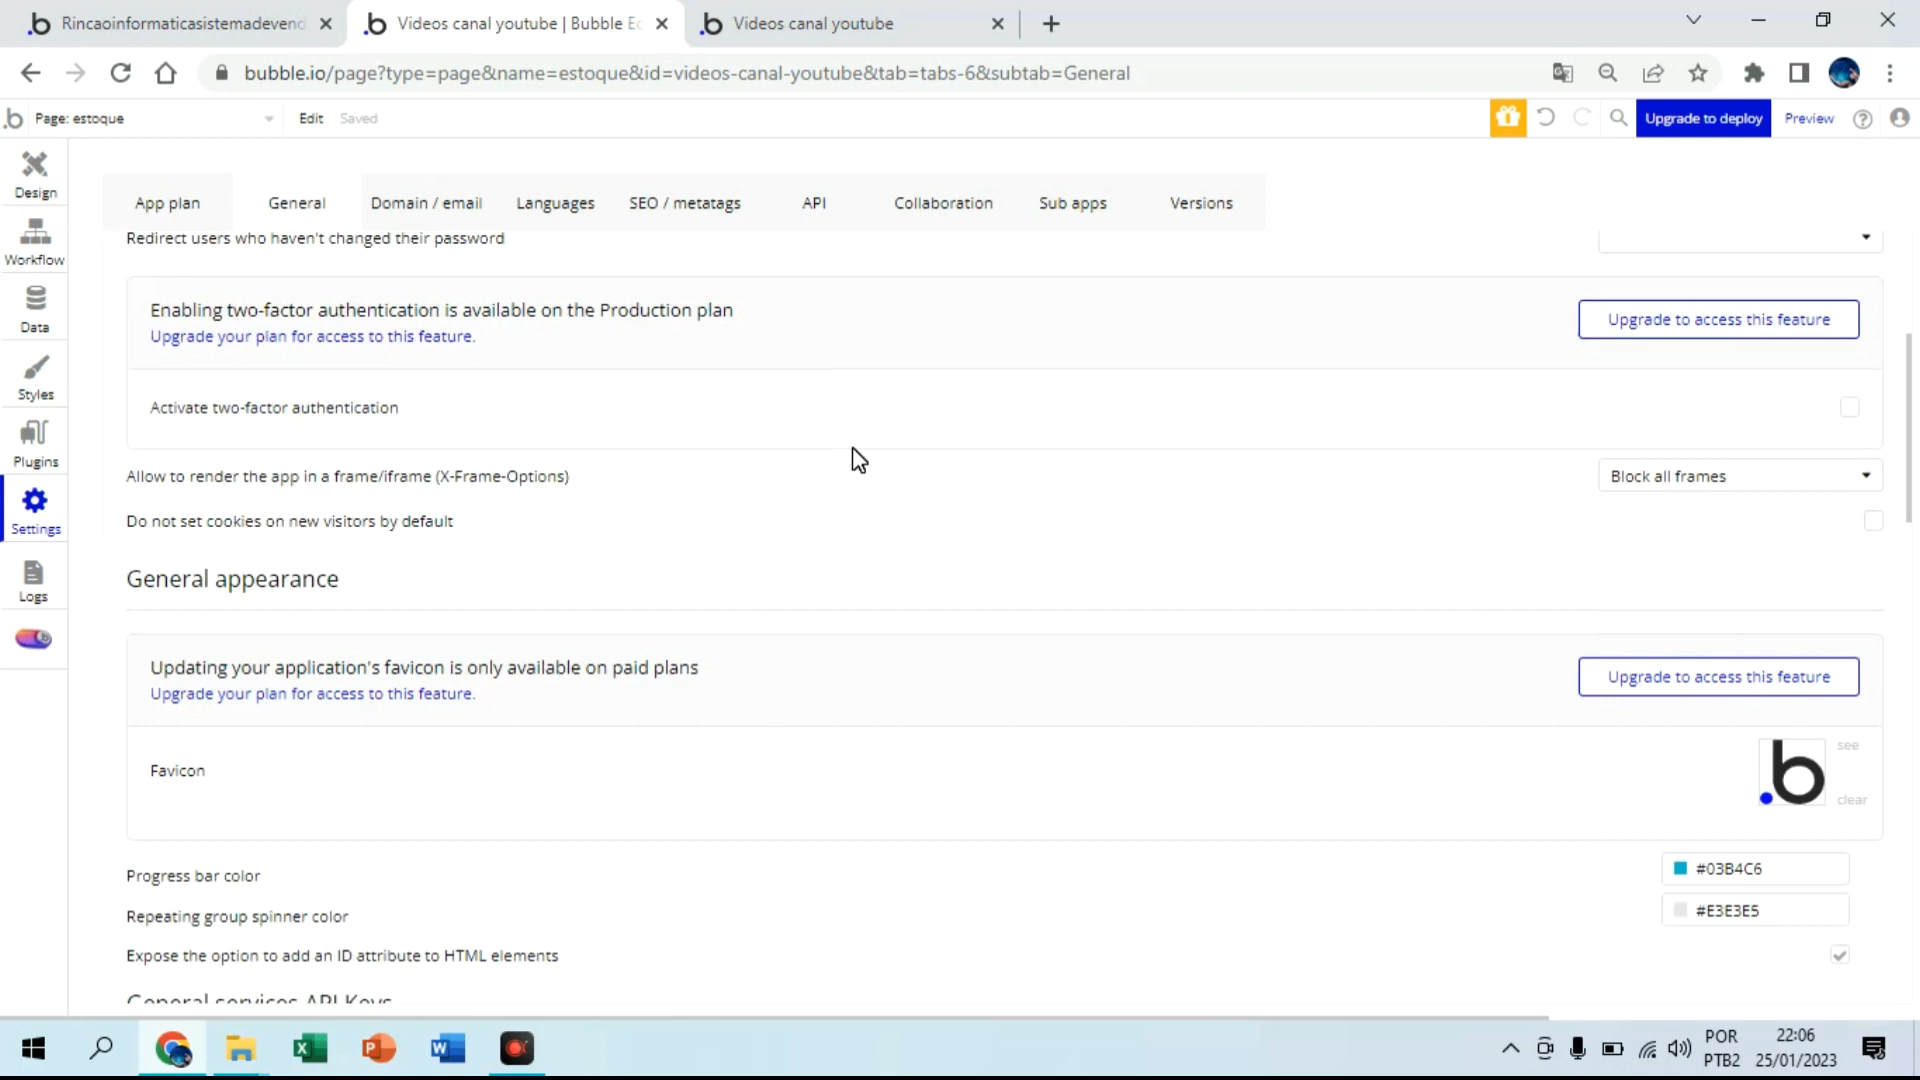 Rincaoinformaticasistemadevend
Videos canal youtube | Bubble Ed
Videos canal youtube
bubble.io/page?type=page&name=estoque&id=videos-canal-youtube&tab=tabs-6&subtab=General
Page: estoque
Edit
Saved
Upgrade to deploy
Preview
Design
Workflow
Data
Styles
Plugins
Settings
Logs
App plan
General
Domain / email
Languages
SEO / metatags
API
Collaboration
Sub apps
Versions
Redirect users who haven't changed their password
Enabling two-factor authentication is available on the Production plan
Upgrade your plan for access to this feature.
Upgrade to access this feature
Activate two-factor authentication
Allow to render the app in a frame/iframe (X-Frame-Options)
Block all frames
Do not set cookies on new visitors by default
General appearance
Updating your application's favicon is only available on paid plans
Upgrade your plan for access to this feature.
Upgrade to access this feature
Favicon
see
clear
Progress bar color
#03B4C6
Repeating group spinner color
#E3E3E5
Expose the option to add an ID attribute to HTML elements
General services API Keys
POR
PTB2
22:06
25/01/2023